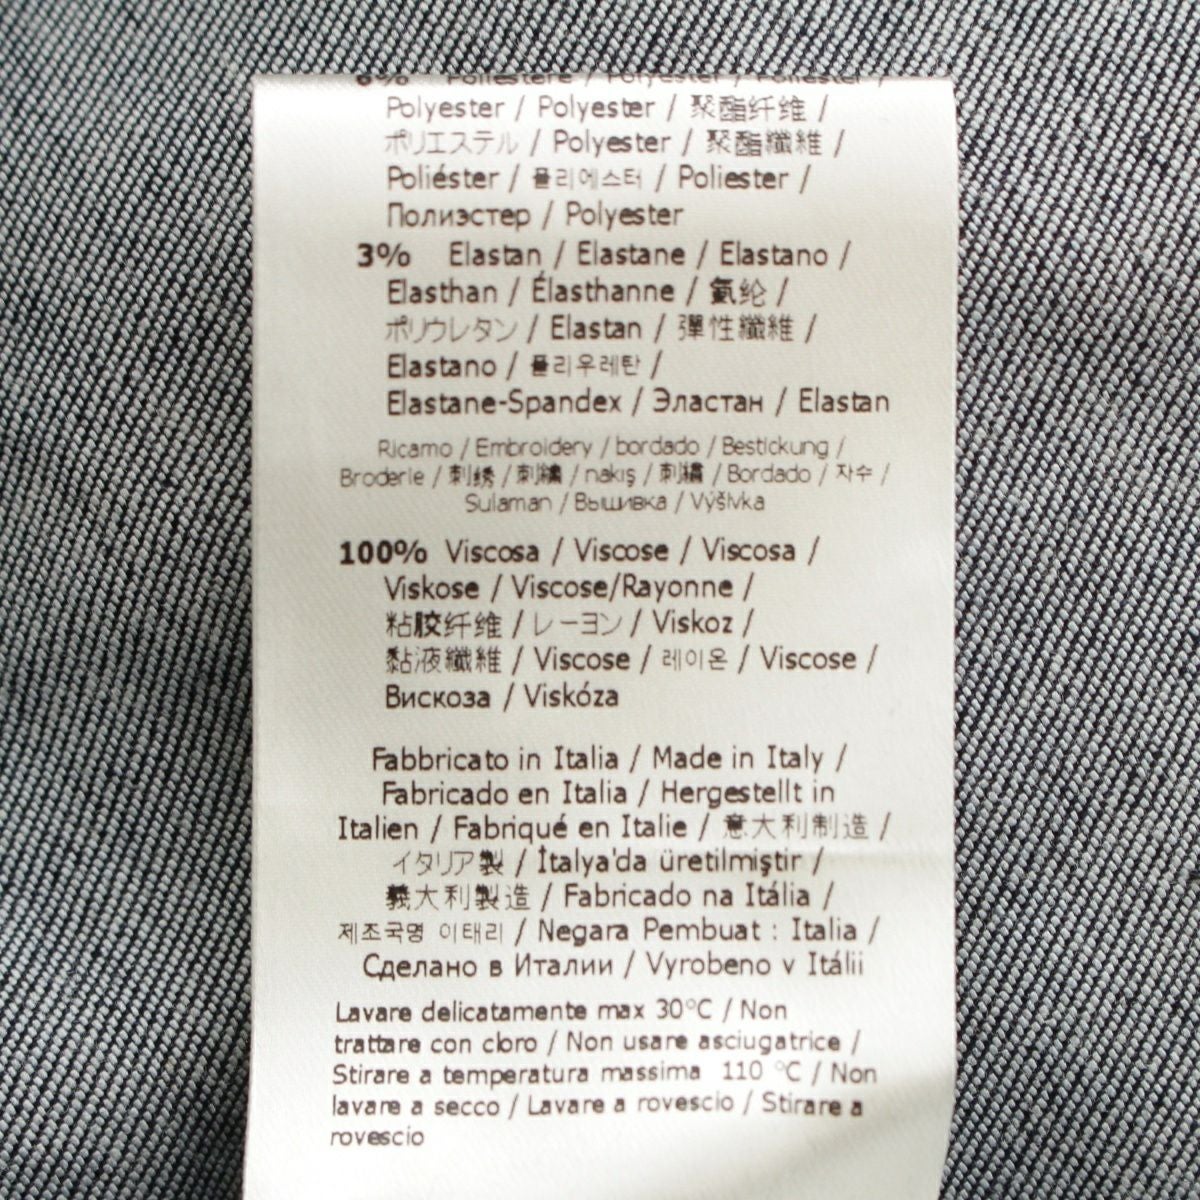 6% Poliestere / Polyester / Poliéster /
Polyester / Polyester / 聚酯纤维 /
ポリエステル / Polyester / 聚酯纖維 /
Poliéster / 폴리에스터 / Poliester /
Полиэстер / Polyester
3% Elastan / Elastane / Elastano /
Elasthan / Élasthanne / 氨纶 /
ポリウレタン / Elastan / 彈性纖維 /
Elastano / 폴리우레탄 /
Elastane-Spandex / Эластан / Elastan
Ricamo / Embroidery / bordado / Bestickung /
Broderie / 刺绣 / 刺繍 / nakış / 刺繡 / Bordado / 자수 /
Sulaman / Вышивка / Výšivka
100% Viscosa / Viscose / Viscosa /
Viskose / Viscose/Rayonne /
粘胶纤维 / レーヨン / Viskoz /
黏液纖維 / Viscose / 레이온 / Viscose /
Вискоза / Viskóza
Fabbricato in Italia / Made in Italy /
Fabricado en Italia / Hergestellt in
Italien / Fabriqué en Italie / 意大利制造 /
イタリア製 / İtalya'da üretilmiştir /
義大利製造 / Fabricado na Itália /
제조국명 이태리 / Negara Pembuat : Italia /
Сделано в Италии / Vyrobeno v Itálii
Lavare delicatamente max 30°C / Non
trattare con cloro / Non usare asciugatrice /
Stirare a temperatura massima 110 °C / Non
lavare a secco / Lavare a rovescio / Stirare a
rovescio